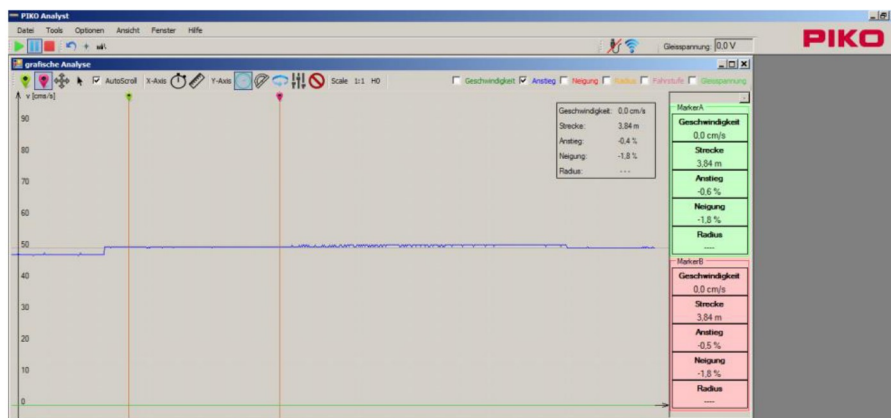 PIKO Analyst
Datei Tools Optionen Ansicht Fenster Hilfe
Gleisspannung: 0,0 V
PIKO
grafische Analyse
AutoScroll X-Axis Y-Axis Scale 1:1 H0 Geschwindigkeit Anstieg Neigung Radius Fahrstufe Gleisspannung
v [cms/s]
90
80
70
60
50
40
30
20
10
0
Geschwindigkeit: 0,0 cm/s
Strecke: 3,84 m
Anstieg: -0,4 %
Neigung: -1,8 %
Radius: ---
MarkerA
Geschwindigkeit
0,0 cm/s
Strecke
3,84 m
Anstieg
-0,6 %
Neigung
-1,8 %
Radius
----
MarkerB
Geschwindigkeit
0,0 cm/s
Strecke
3,84 m
Anstieg
-0,5 %
Neigung
-1,8 %
Radius
----